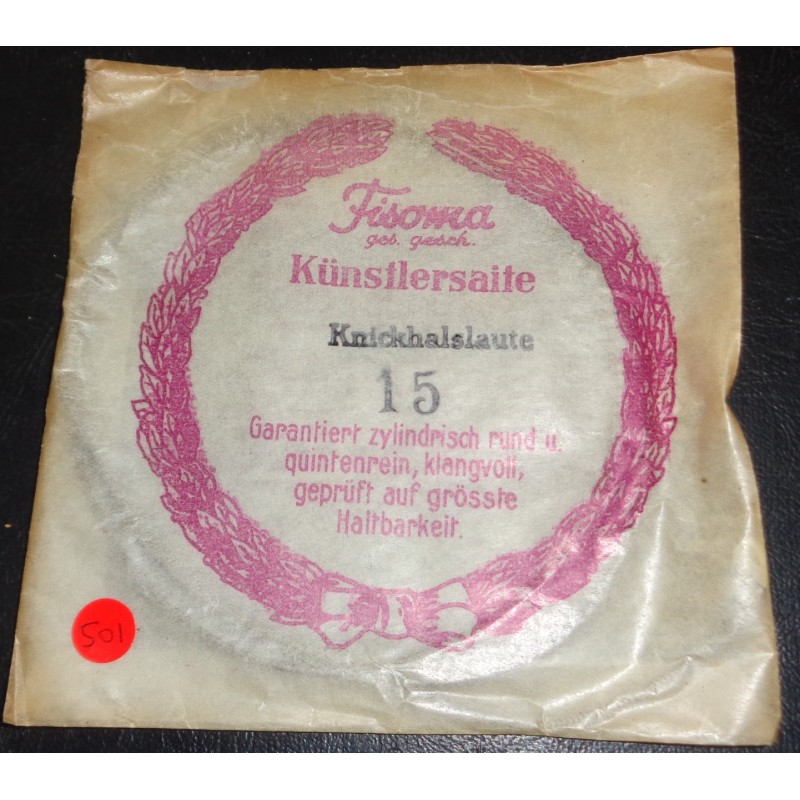 Fisoma
ges. gesch.
Künstlersaite
Knickhalslaute
15
Garantiert zylindrisch rund u.
quintenrein, klangvoll,
geprüft auf grösste
Haltbarkeit.
501